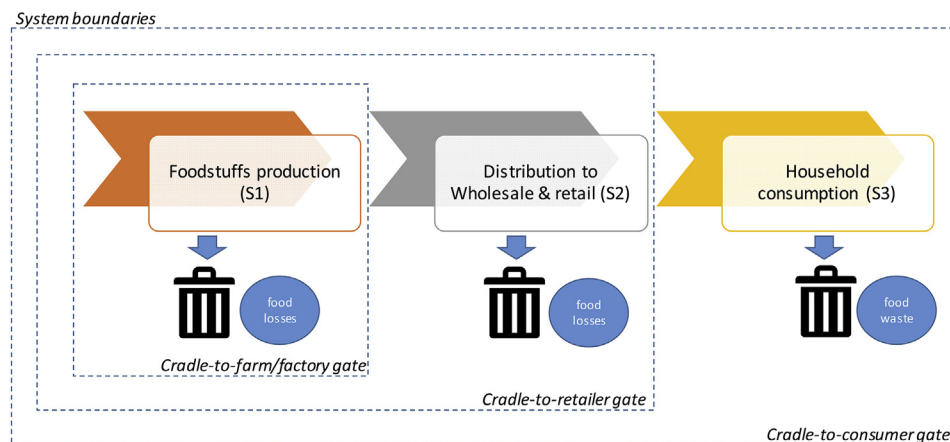 System boundaries
Foodstuffs production
(S1)
Distribution to
Wholesale & retail (S2)
Household
consumption (S3)
food
losses
food
losses
food
waste
Cradle-to-farm/factory gate
Cradle-to-retailer gate
Cradle-to-consumer gate